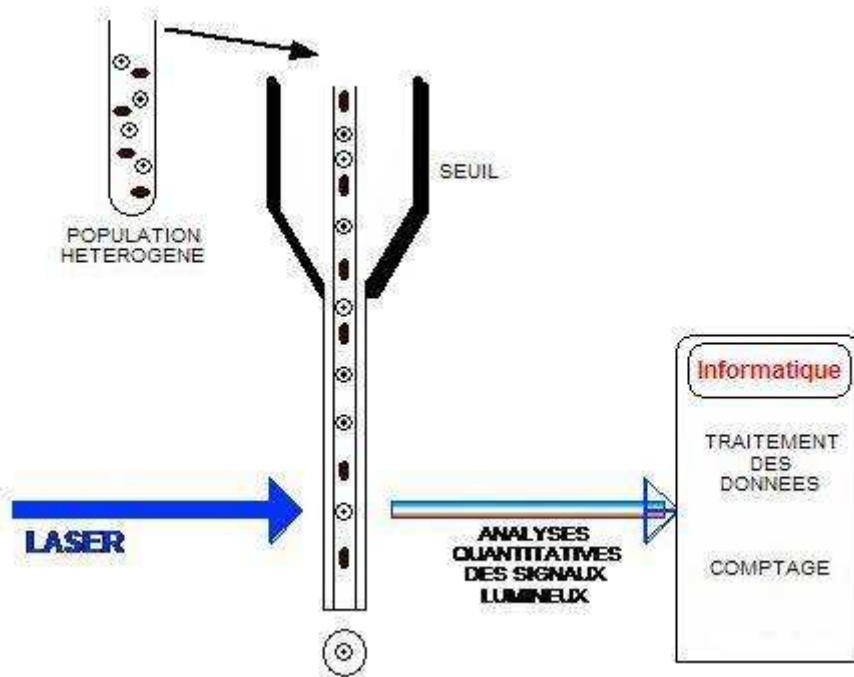 POPULATION
HETEROGENE
SEUIL
LASER
ANALYSES
QUANTITATIVES
DES SIGNAUX
LUMINEUX
Informatique
TRAITEMENT
DES
DONNEES
COMPTAGE